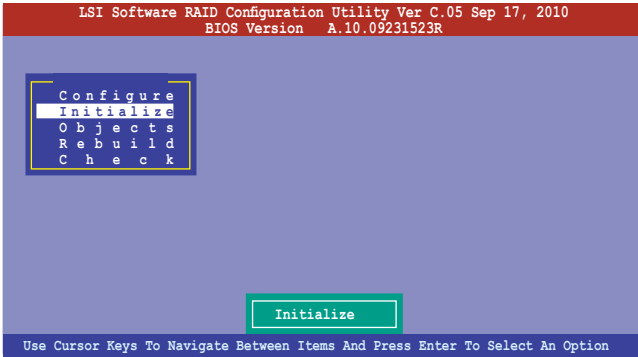 LSI Software RAID Configuration Utility Ver C.05 Sep 17, 2010
BIOS Version A.10.09231523R
Configure
Initialize
Objects
Rebuild
Check
Initialize
Use Cursor Keys To Navigate Between Items And Press Enter To Select An Option